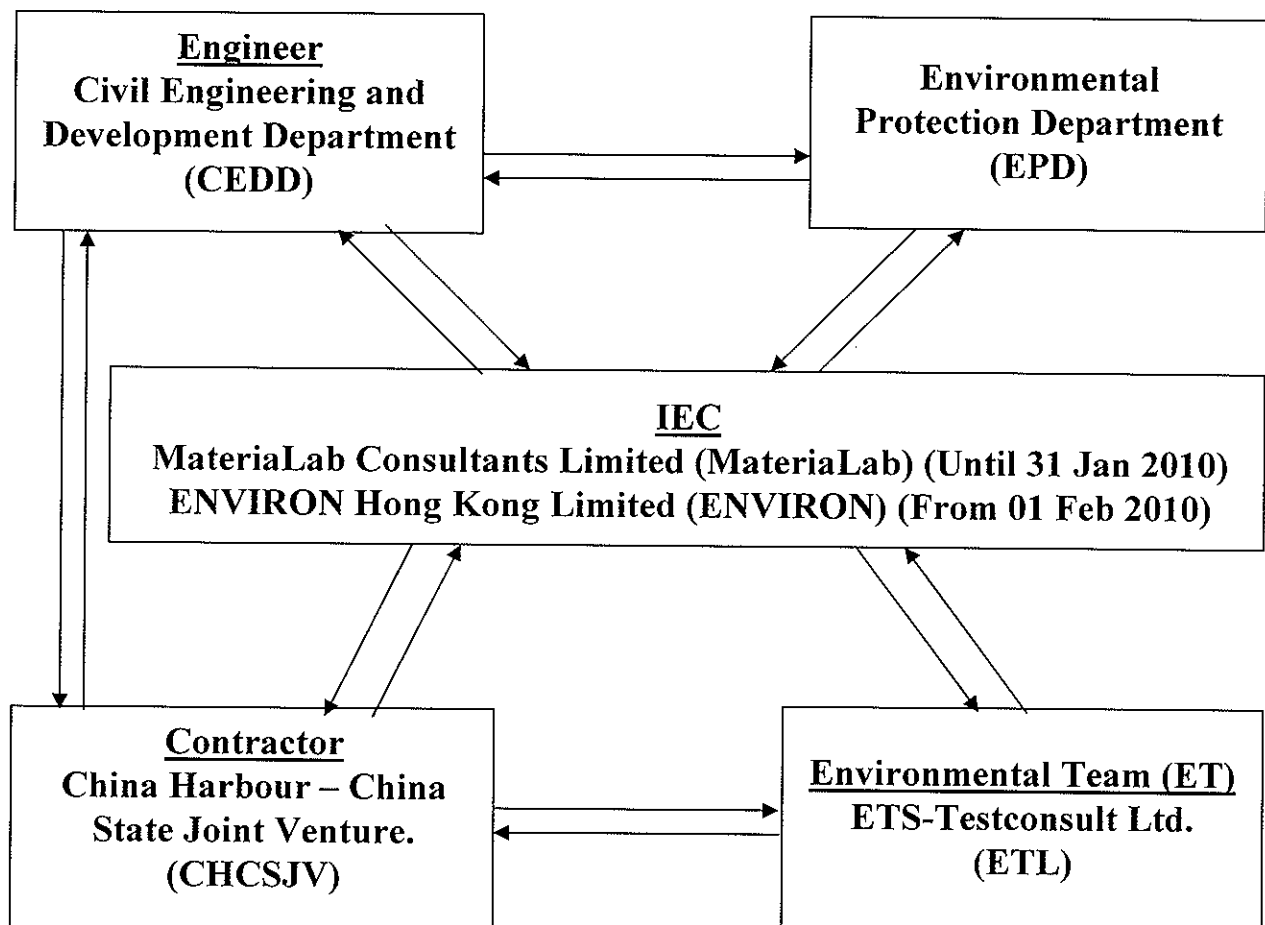 Engineer
Civil Engineering and
Development Department
(CEDD)
Environmental
Protection Department
(EPD)
IEC
MateriaLab Consultants Limited (MateriaLab) (Until 31 Jan 2010)
ENVIRON Hong Kong Limited (ENVIRON) (From 01 Feb 2010)
Contractor
China Harbour – China
State Joint Venture.
(CHCSJV)
Environmental Team (ET)
ETS-Testconsult Ltd.
(ETL)